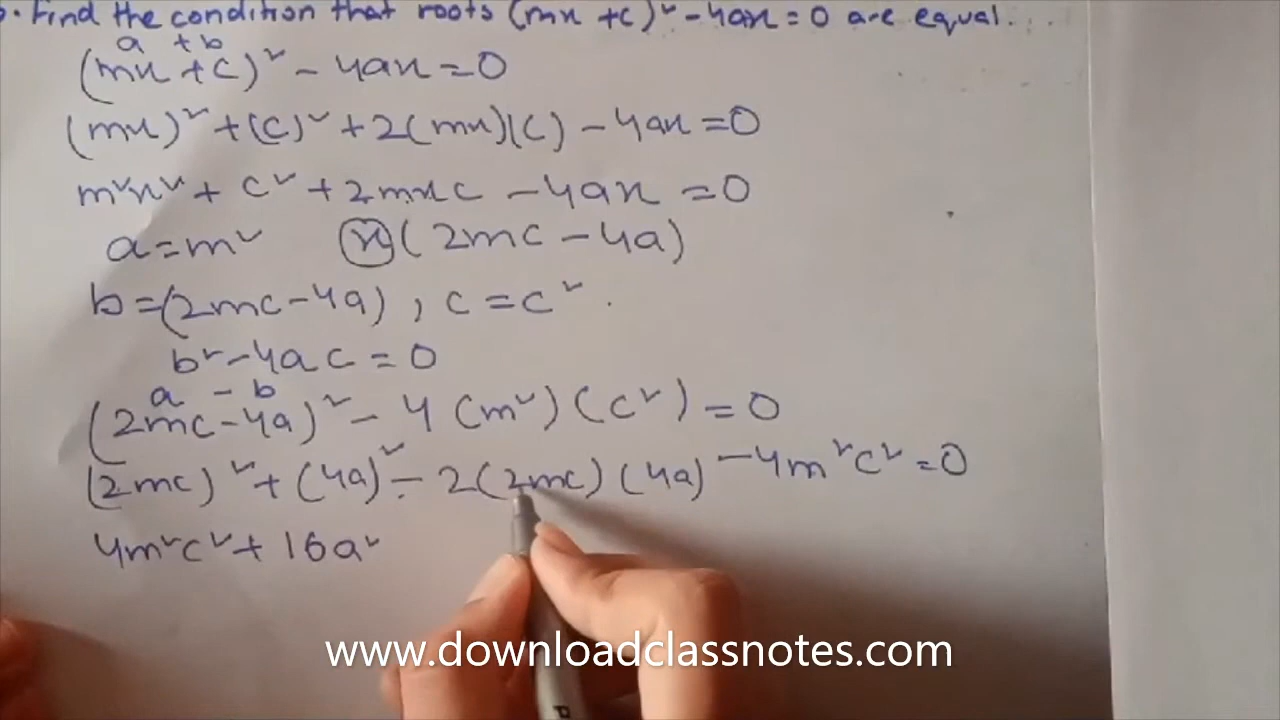 . Find the condition that roots (mx + c)² - 4ax = 0 are equal...
a + b
(mx + c)² - 4ax = 0
(mx)² + (c)² + 2(mx)(c) - 4ax = 0
m²x² + c² + 2mxc - 4ax = 0
a = m² x(2mc - 4a)
b = (2mc - 4a), c = c².
b² - 4ac = 0
a - b
(2mc - 4a)² - 4(m²)(c²) = 0
(2mc)² + (4a)² - 2(2mc)(4a) - 4m²c² = 0
4m²c² + 16a²
www.downloadclassnotes.com
P